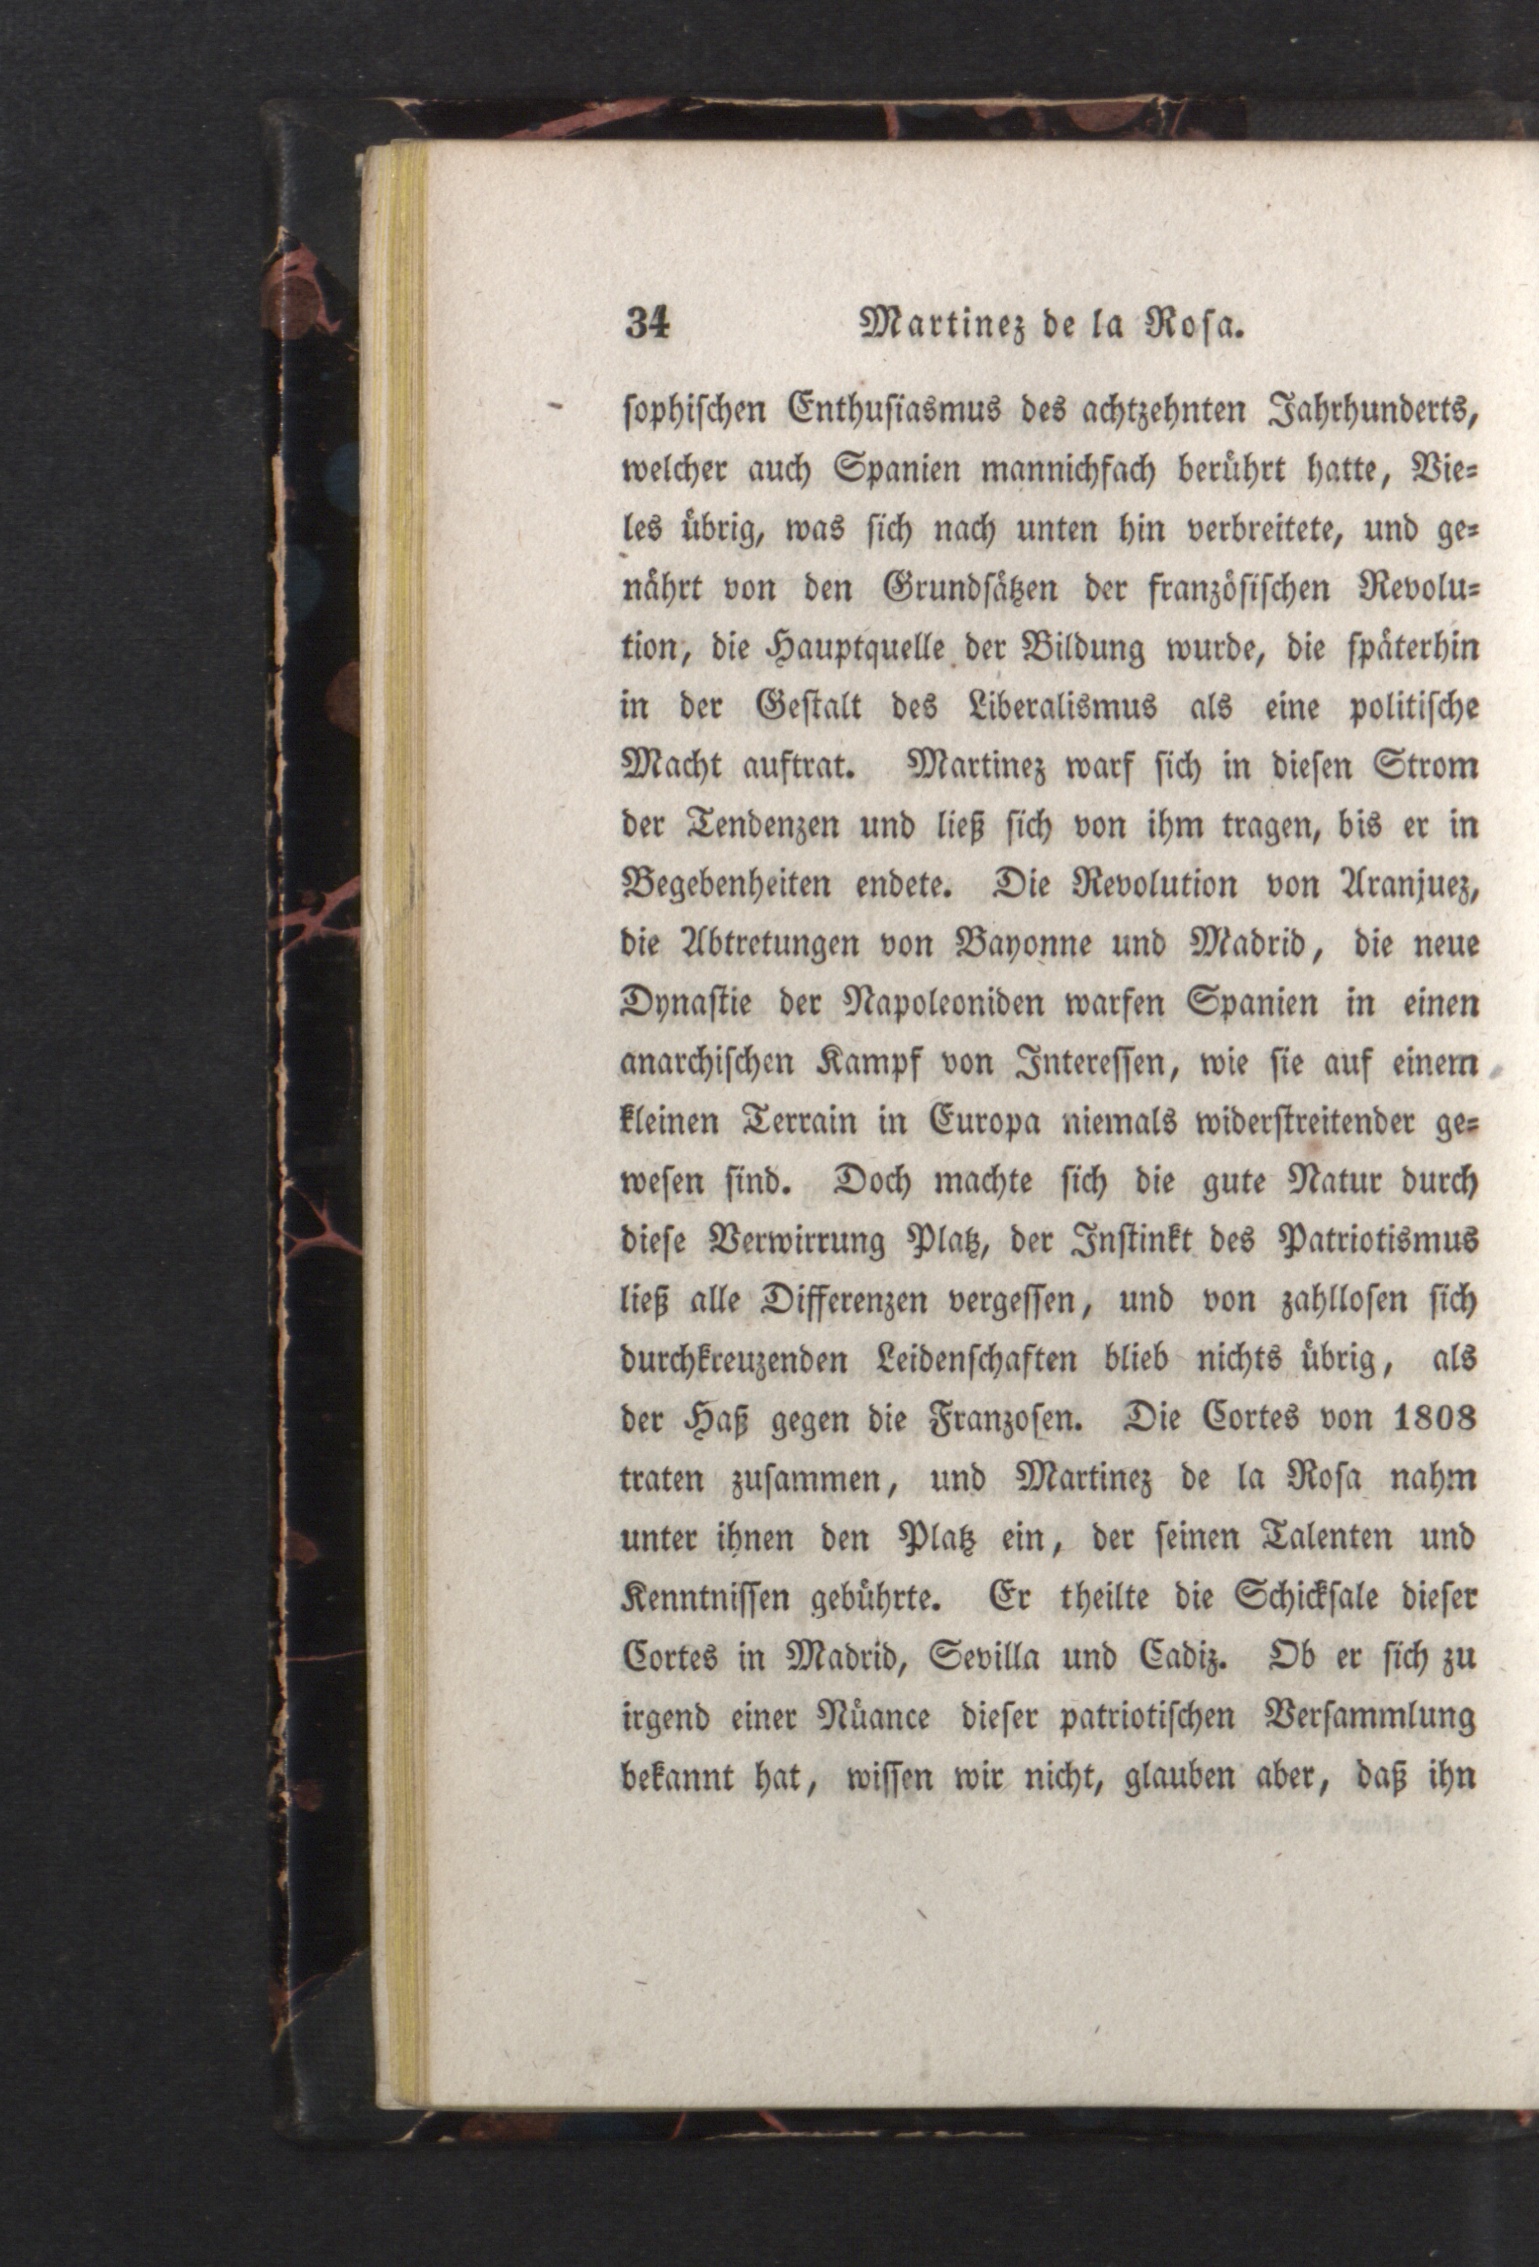 34 Martinez de la Rosa.
sophischen Enthusiasmus des achtzehnten Jahrhunderts,
welcher auch Spanien mannichfach berührt hatte, Vie-
les übrig, was sich nach unten hin verbreitete, und ge-
nährt von den Grundsätzen der französischen Revolu-
tion, die Hauptquelle der Bildung wurde, die späterhin
in der Gestalt des Liberalismus als eine politische
Macht auftrat. Martinez warf sich in diesen Strom
der Tendenzen und ließ sich von ihm tragen, bis er in
Begebenheiten endete. Die Revolution von Aranjuez,
die Abtretungen von Bayonne und Madrid, die neue
Dynastie der Napoleoniden warfen Spanien in einen
anarchischen Kampf von Interessen, wie sie auf einem
kleinen Terrain in Europa niemals widerstreitender ge-
wesen sind. Doch machte sich die gute Natur durch
diese Verwirrung Platz, der Instinkt des Patriotismus
ließ alle Differenzen vergessen, und von zahllosen sich
durchkreuzenden Leidenschaften blieb nichts übrig, als
der Haß gegen die Franzosen. Die Cortes von 1808
traten zusammen, und Martinez de la Rosa nahm
unter ihnen den Platz ein, der seinen Talenten und
Kenntnissen gebührte. Er theilte die Schicksale dieser
Cortes in Madrid, Sevilla und Cadiz. Ob er sich zu
irgend einer Nüance dieser patriotischen Versammlung
bekannt hat, wissen wir nicht, glauben aber, daß ihn